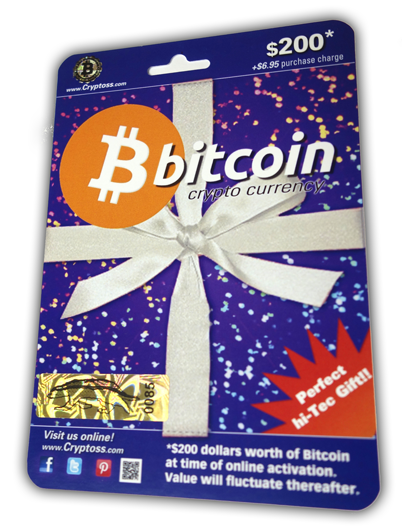 $200*
+$6.95 purchase charge
www.Cryptoss.com
bitcoin
crypto currency
Perfect
hi-Tec Gift!!
0085
Visit us online!
www.Cryptoss.com
*$200 dollars worth of Bitcoin
at time of online activation.
Value will fluctuate thereafter.